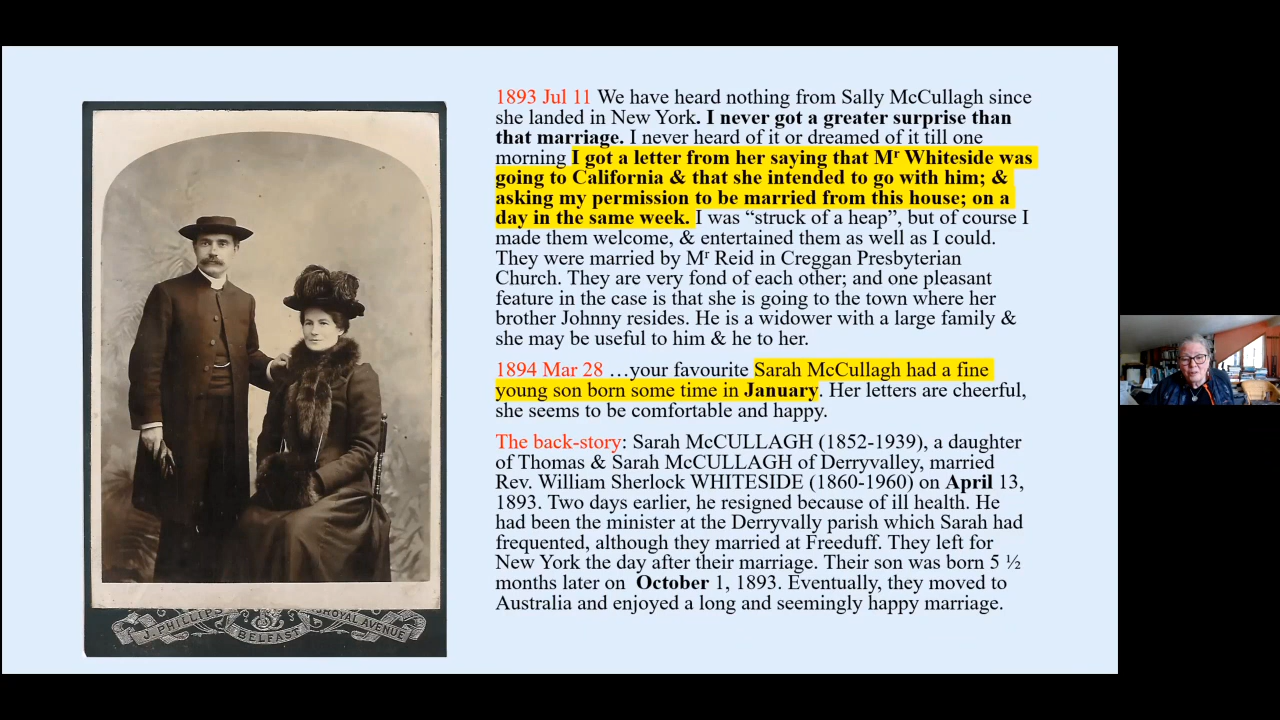 1893 Jul 11 We have heard nothing from Sally McCullagh since
she landed in New York. I never got a greater surprise than
that marriage. I never heard of it or dreamed of it till one
morning I got a letter from her saying that Mʳ Whiteside was
going to California & that she intended to go with him; &
asking my permission to be married from this house; on a
day in the same week. I was “struck of a heap”, but of course I
made them welcome, & entertained them as well as I could.
They were married by Mʳ Reid in Creggan Presbyterian
Church. They are very fond of each other; and one pleasant
feature in the case is that she is going to the town where her
brother Johnny resides. He is a widower with a large family &
she may be useful to him & he to her.
1894 Mar 28 …your favourite Sarah McCullagh had a fine
young son born some time in January. Her letters are cheerful,
she seems to be comfortable and happy.
The back-story: Sarah McCULLAGH (1852-1939), a daughter
of Thomas & Sarah McCULLAGH of Derryvalley, married
Rev. William Sherlock WHITESIDE (1860-1960) on April 13,
1893. Two days earlier, he resigned because of ill health. He
had been the minister at the Derryvally parish which Sarah had
frequented, although they married at Freeduff. They left for
New York the day after their marriage. Their son was born 5 ½
months later on October 1, 1893. Eventually, they moved to
Australia and enjoyed a long and seemingly happy marriage.
J. PHILLIPS
BELFAST
ROYAL AVENUE